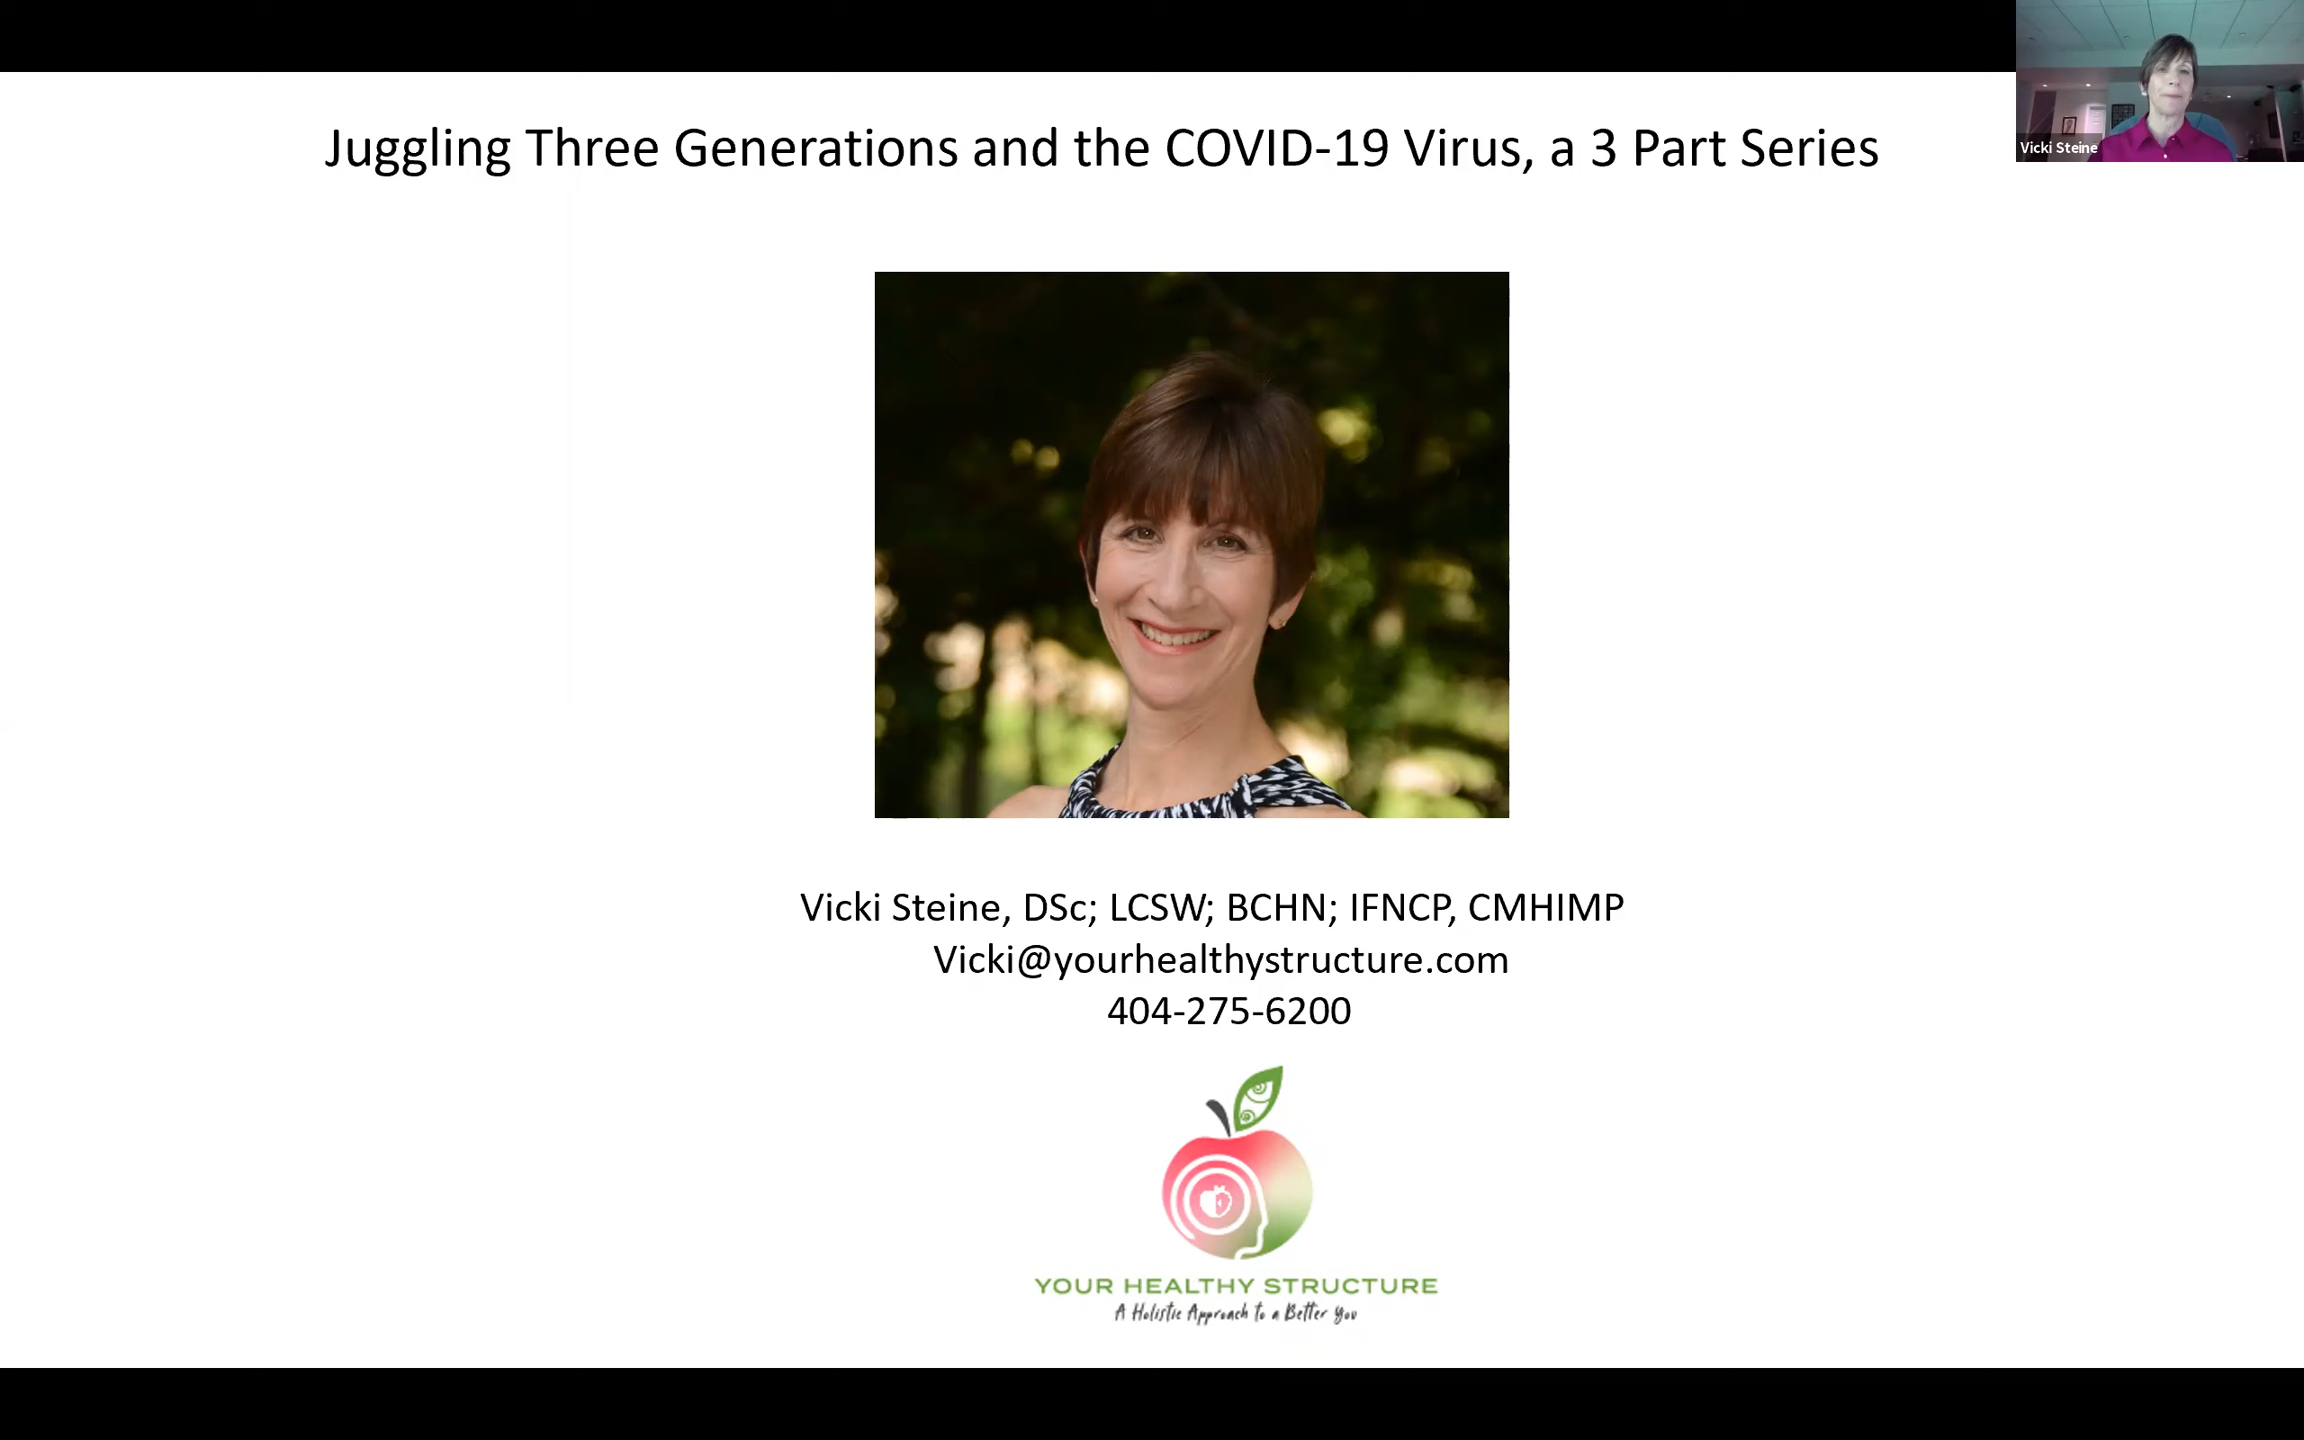 Juggling Three Generations and the COVID-19 Virus, a 3 Part Series
Vicki Steine
Vicki Steine, DSc; LCSW; BCHN; IFNCP, CMHIMP
Vicki@yourhealthystructure.com
404-275-6200
YOUR HEALTHY STRUCTURE
A Holistic Approach to a Better You